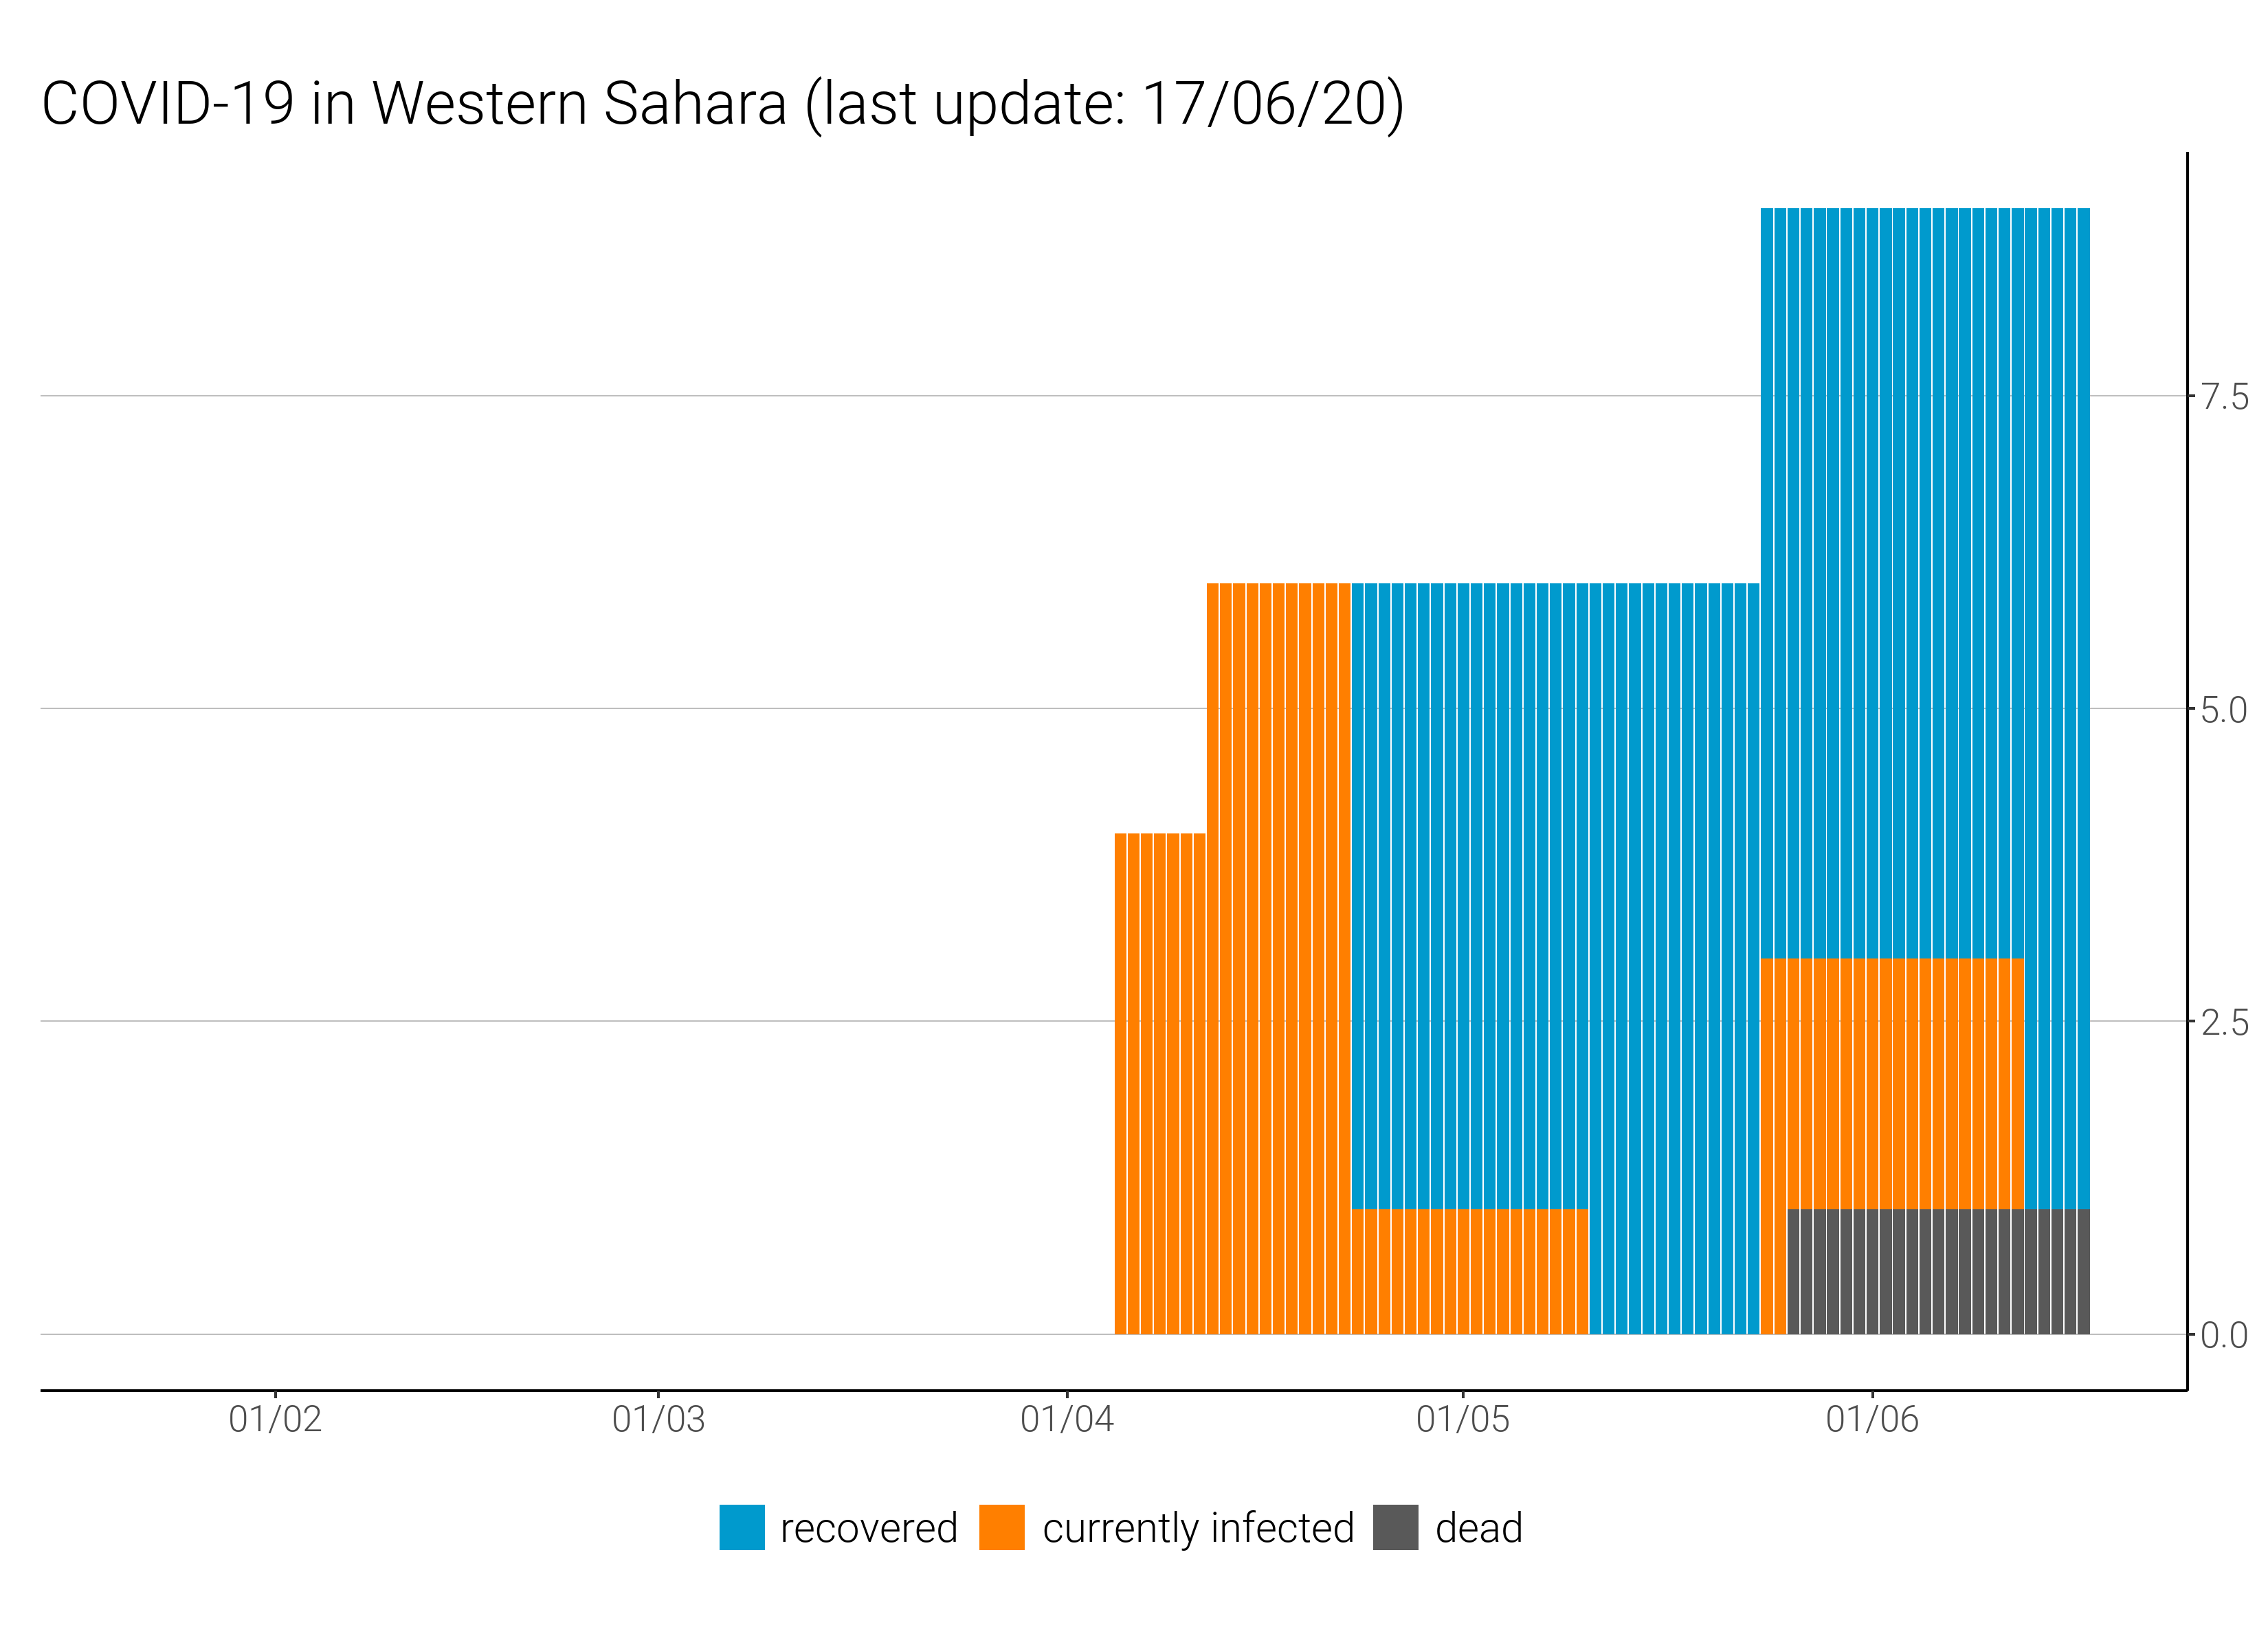 COVID-19 in Western Sahara (last update: 17/06/20)
7.5
5.0
2.5
0.0
01/02 01/03 01/04 01/05 01/06
recovered currently infected dead